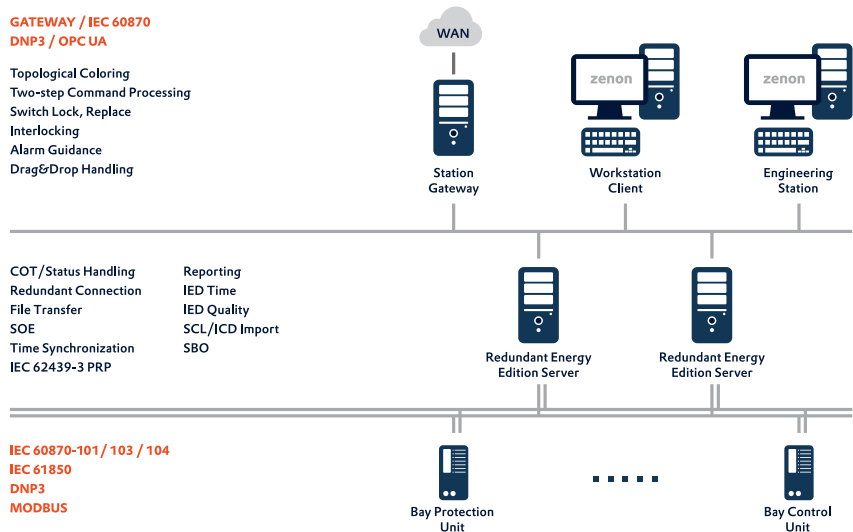 GATEWAY / IEC 60870
DNP3 / OPC UA
Topological Coloring
Two-step Command Processing
Switch Lock, Replace
Interlocking
Alarm Guidance
Drag&Drop Handling
WAN
zenon
zenon
Station
Gateway
Workstation
Client
Engineering
Station
COT/Status Handling
Redundant Connection
File Transfer
SOE
Time Synchronization
IEC 62439-3 PRP
Reporting
IED Time
IED Quality
SCL/ICD Import
SBO
Redundant Energy
Edition Server
Redundant Energy
Edition Server
IEC 60870-101 / 103 / 104
IEC 61850
DNP3
MODBUS
Bay Protection
Unit
Bay Control
Unit